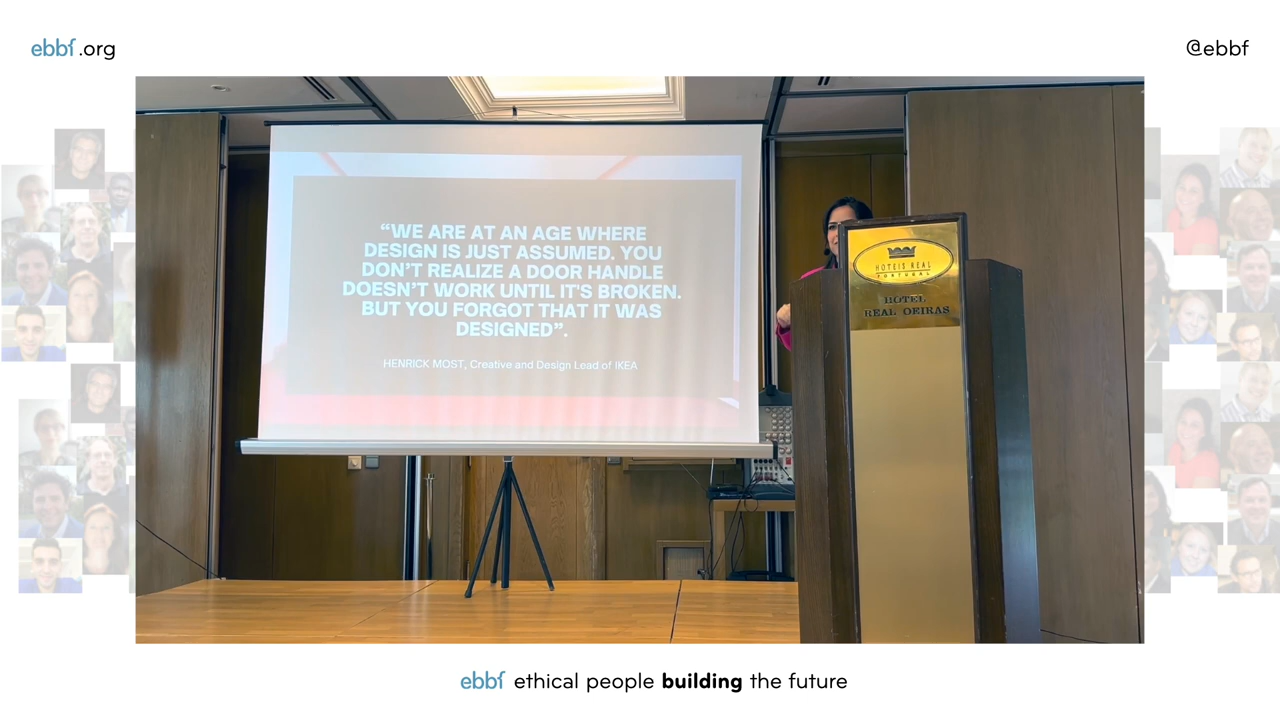 ebbf.org
@ebbf
“WE ARE AT AN AGE WHERE
DESIGN IS JUST ASSUMED. YOU
DON’T REALIZE A DOOR HANDLE
DOESN’T WORK UNTIL IT'S BROKEN.
BUT YOU FORGOT THAT IT WAS
DESIGNED”.
HENRICK MOST, Creative and Design Lead of IKEA
HOTEIS REAL
PORTUGAL
HOTEL
REAL OEIRAS
ebbf ethical people building the future